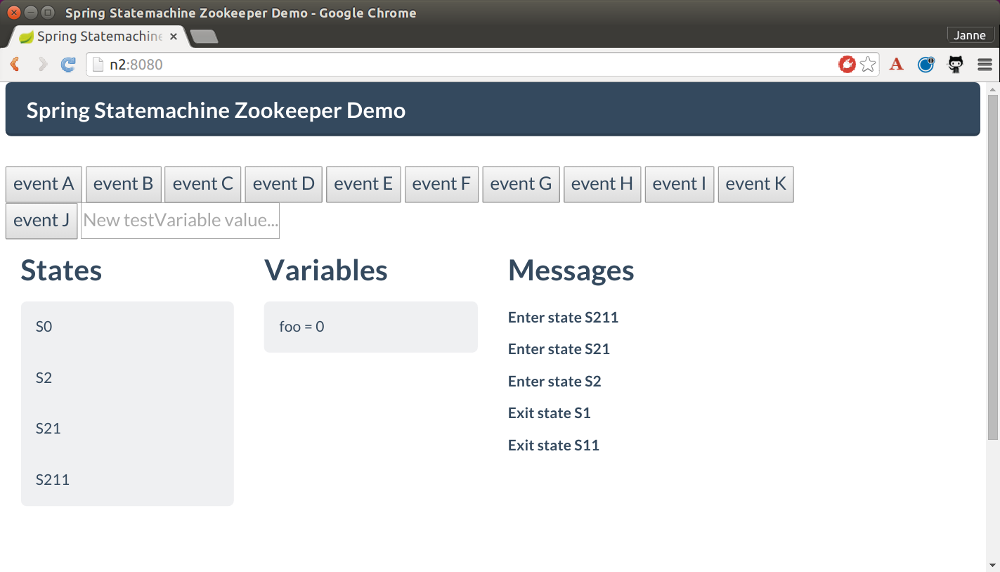 Spring Statemachine Zookeeper Demo - Google Chrome
Spring Statemachine
Janne
n2:8080
Spring Statemachine Zookeeper Demo
event A event B event C event D event E event F event G event H event I event K
event J New testVariable value...
States
S0
S2
S21
S211
Variables
foo = 0
Messages
Enter state S211
Enter state S21
Enter state S2
Exit state S1
Exit state S11